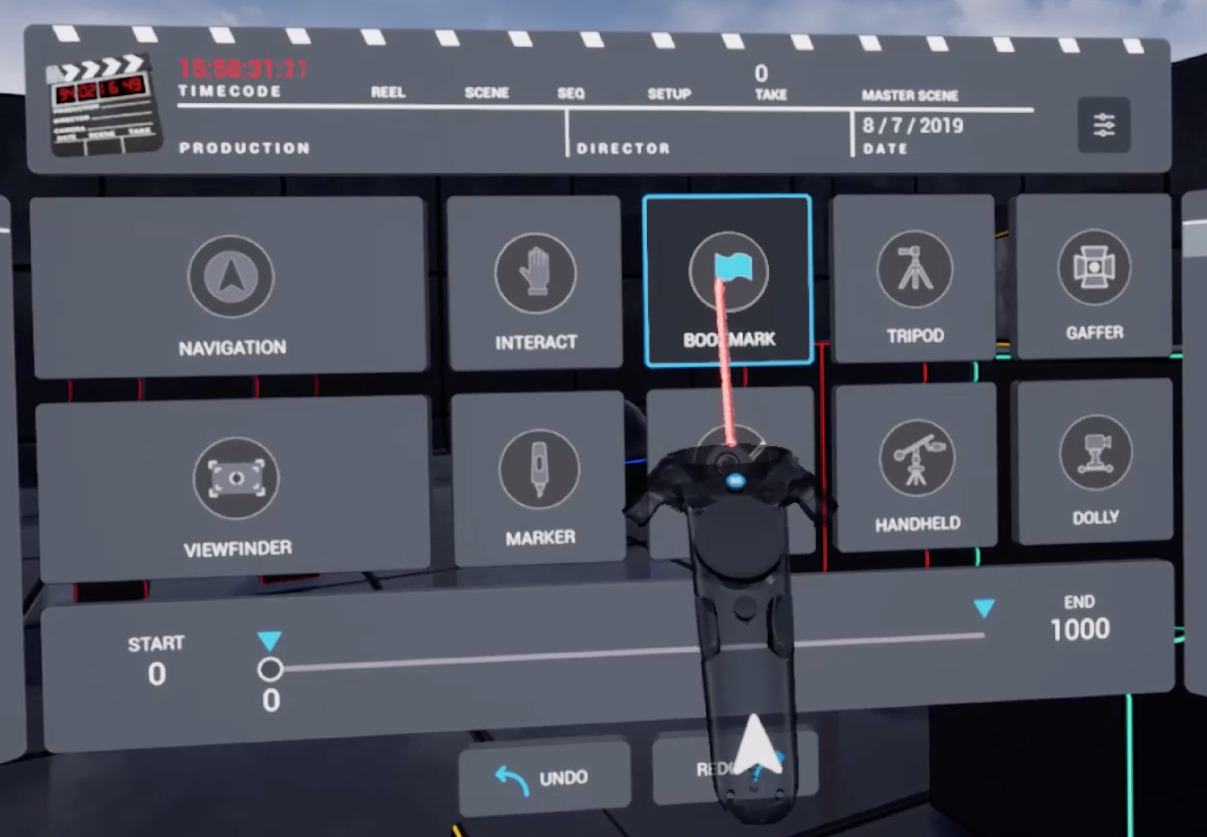 15:58:31:21
TIMECODE REEL SCENE SEQ SETUP
0
TAKE
MASTER SCENE
PRODUCTION
DIRECTOR
8/7/2019
DATE
NAVIGATION
INTERACT
BOOKMARK
TRIPOD
GAFFER
VIEWFINDER
MARKER
HANDHELD
DOLLY
START
0
0
END
1000
UNDO
REDO